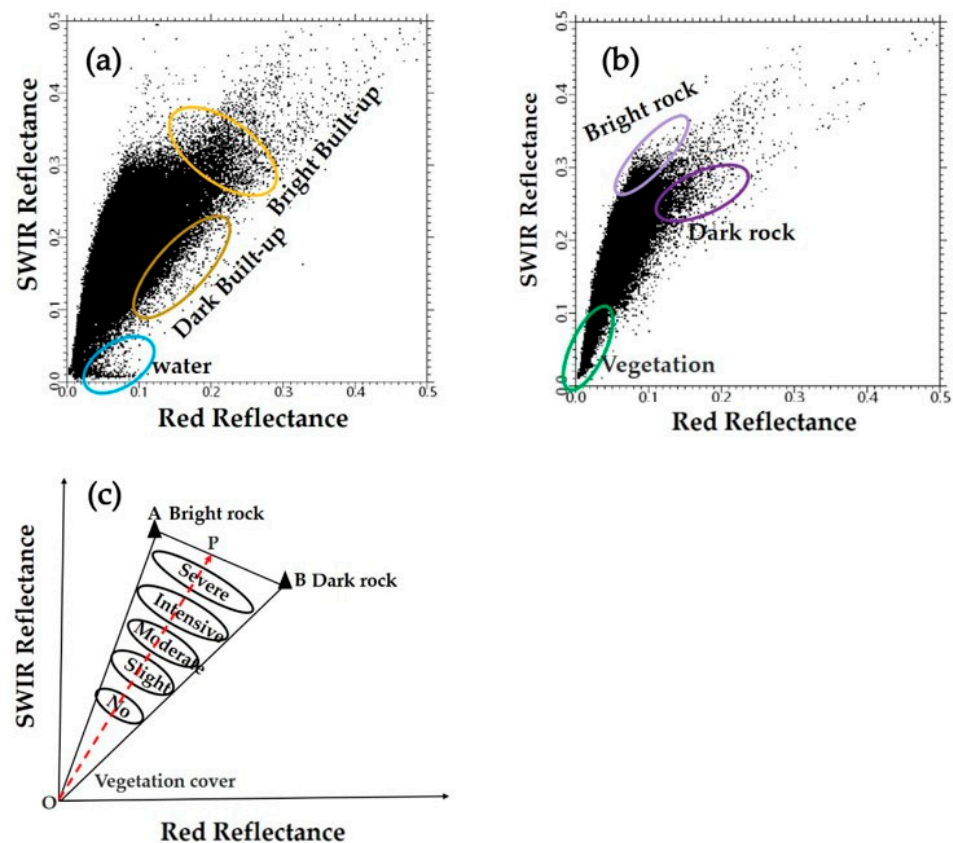 (a)
SWIR Reflectance
0.5
0.4
0.3
0.2
0.1
0.0
Bright Built-up
Dark Built-up
water
0.0 0.1 0.2 0.3 0.4 0.5
Red Reflectance
(b)
SWIR Reflectance
0.5
0.4
0.3
0.2
0.1
0.0
Bright rock
Dark rock
Vegetation
0.0 0.1 0.2 0.3 0.4 0.5
Red Reflectance
(c)
SWIR Reflectance
A Bright rock
P
B Dark rock
Severe
Intensive
Moderate
Slight
No
Vegetation cover
O
Red Reflectance